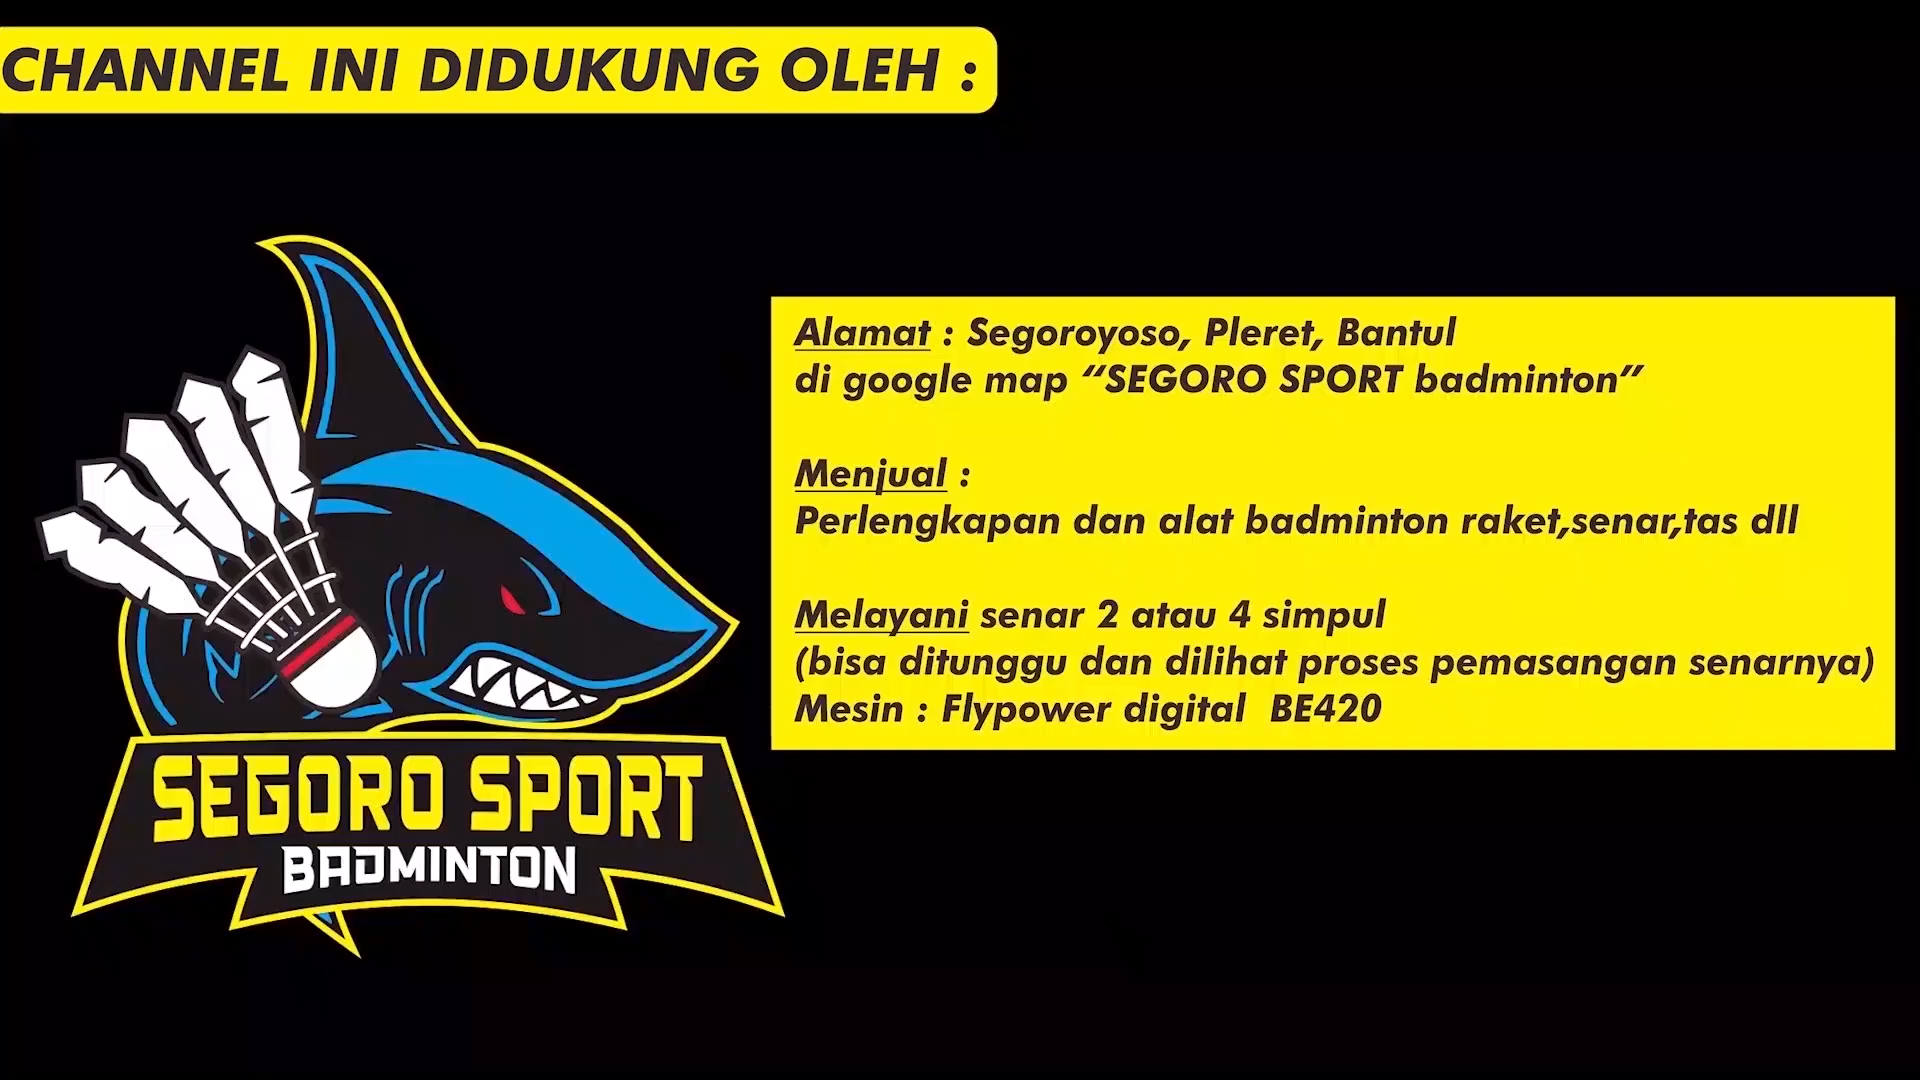 CHANNEL INI DIDUKUNG OLEH :
Alamat : Segoroyoso, Pleret, Bantul
di google map “SEGORO SPORT badminton”
Menjual :
Perlengkapan dan alat badminton raket,senar,tas dll
Melayani senar 2 atau 4 simpul
(bisa ditunggu dan dilihat proses pemasangan senarnya)
Mesin : Flypower digital BE420
SEGORO SPORT
BADMINTON